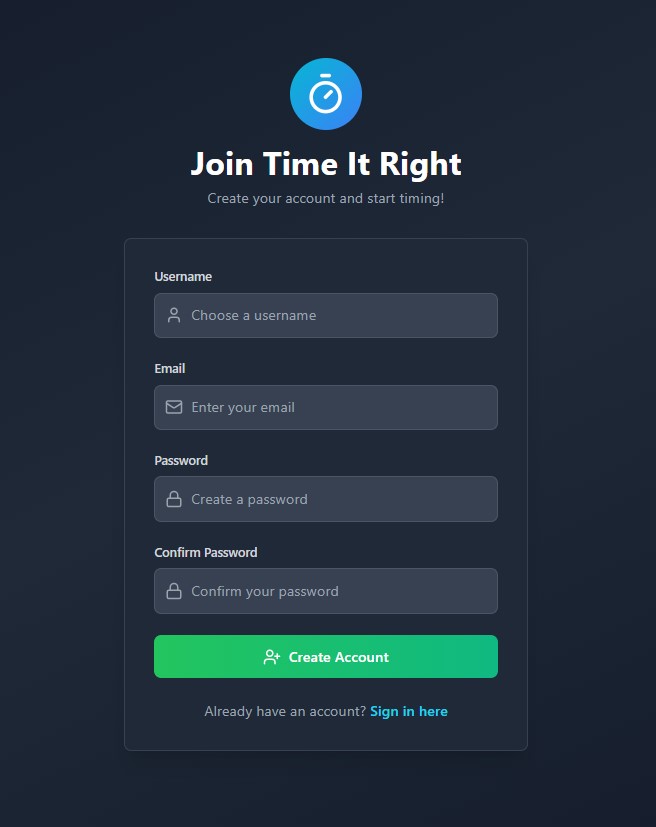 Join Time It Right
Create your account and start timing!
Username
Choose a username
Email
Enter your email
Password
Create a password
Confirm Password
Confirm your password
Create Account
Already have an account? Sign in here